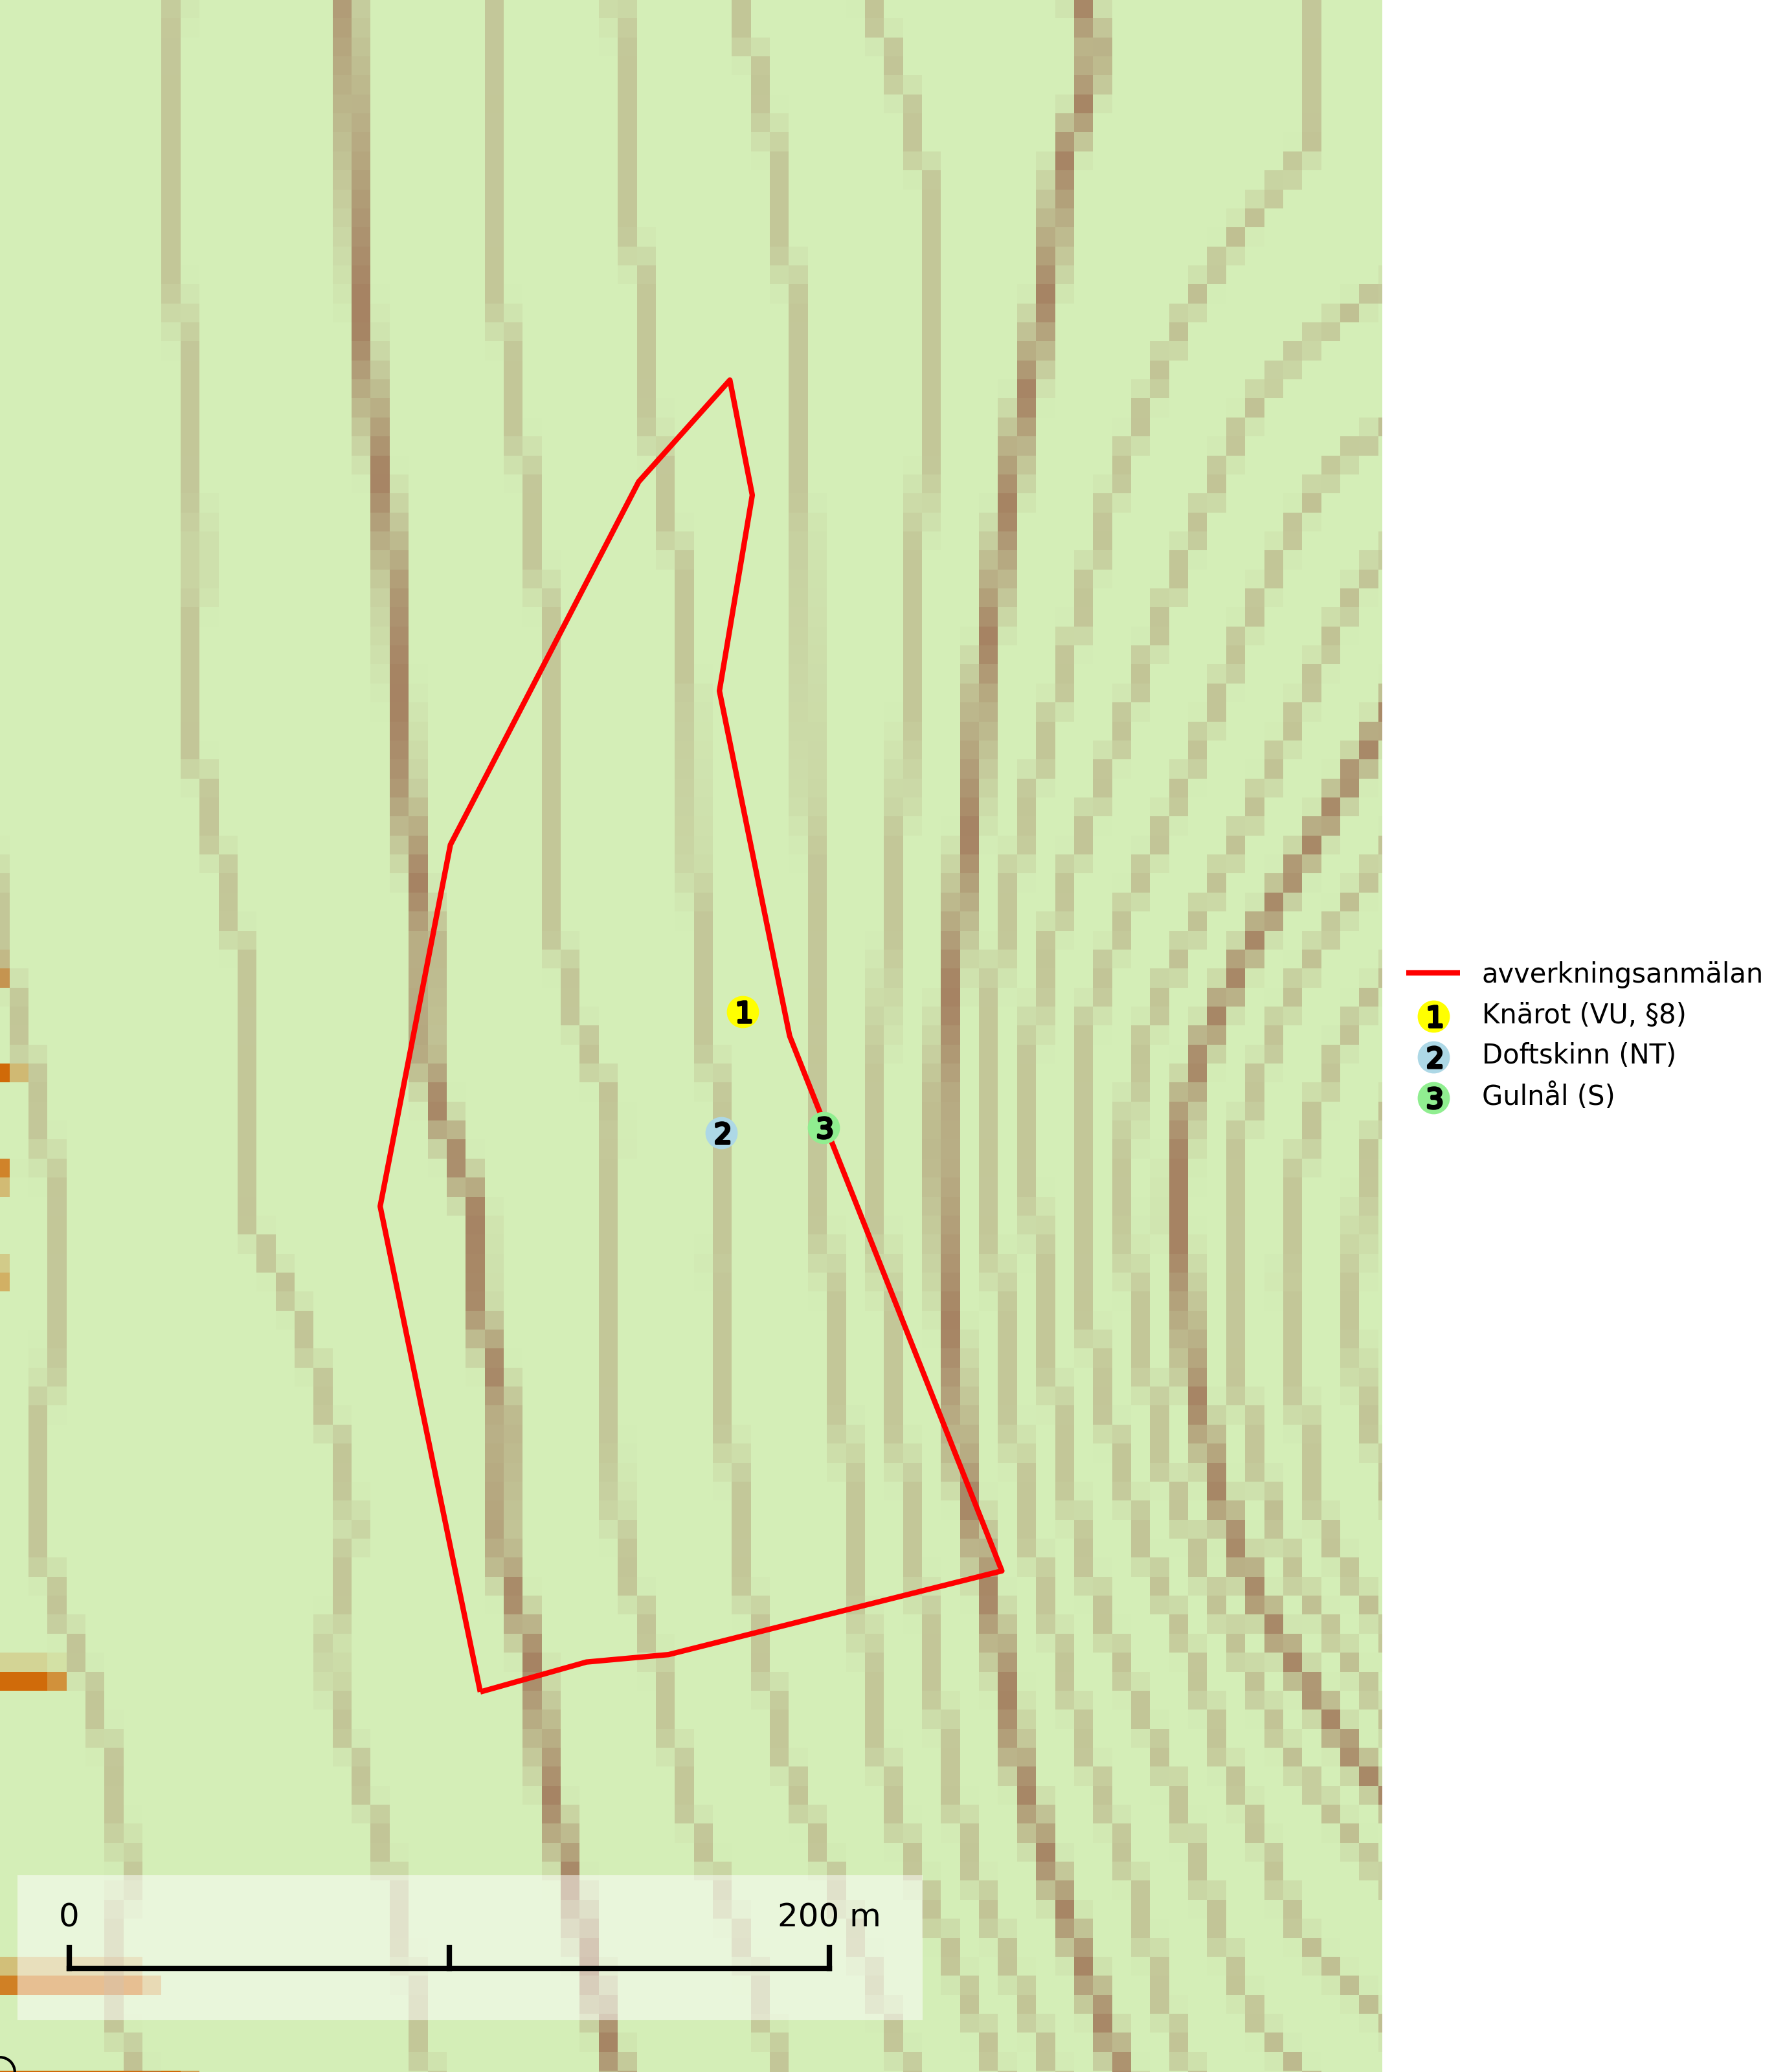 1
2
3
avverkningsanmälan
1 Knärot (VU, §8)
2 Doftskinn (NT)
3 Gulnål (S)
0 200 m